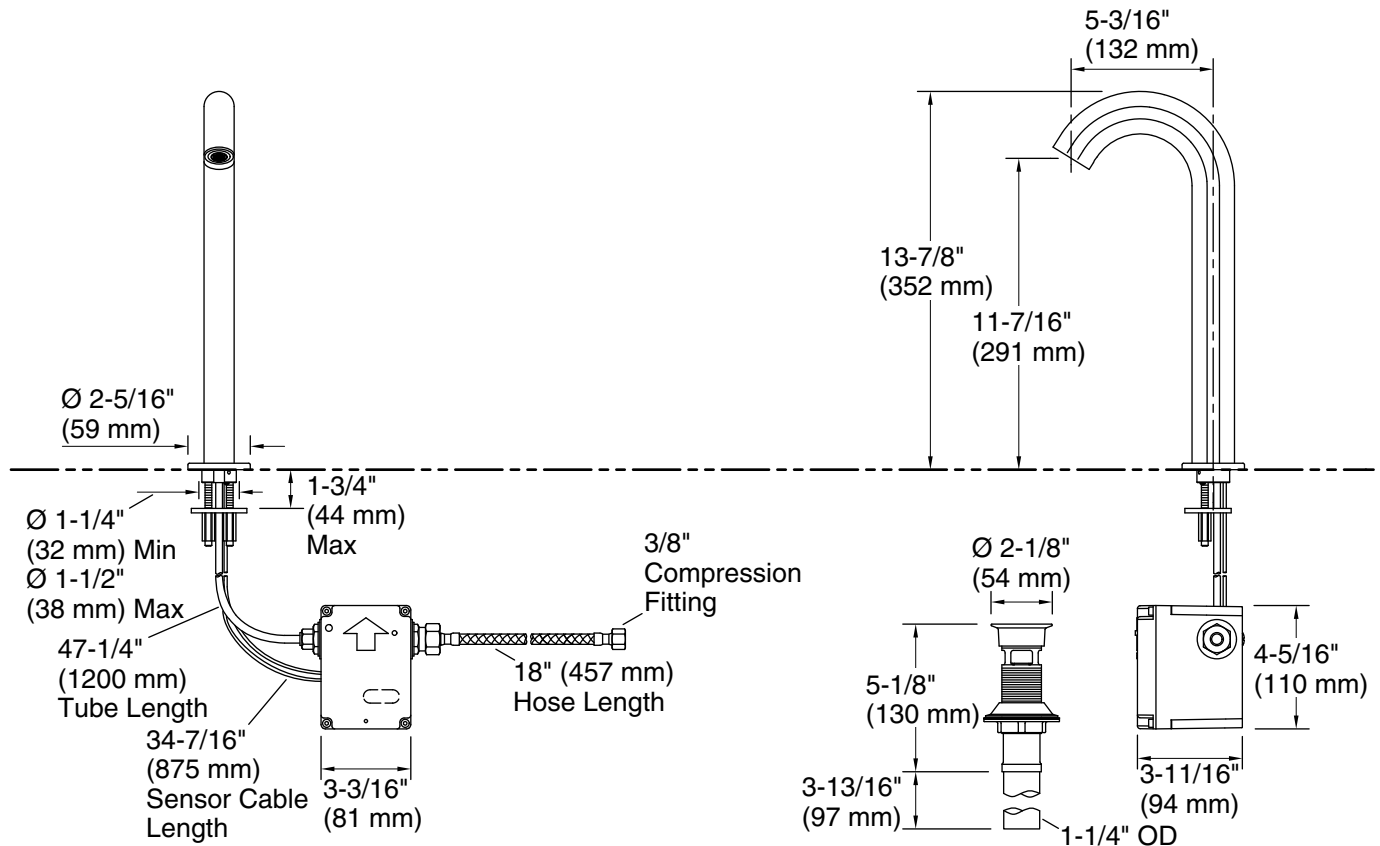 5-3/16"
(132 mm)
13-7/8"
(352 mm)
11-7/16"
(291 mm)
Ø 2-5/16"
(59 mm)
1-3/4"
(44 mm)
Max
Ø 1-1/4"
(32 mm) Min
Ø 1-1/2"
(38 mm) Max
47-1/4"
(1200 mm)
Tube Length
34-7/16"
(875 mm)
Sensor Cable
Length
3-3/16"
(81 mm)
3/8"
Compression
Fitting
18" (457 mm)
Hose Length
Ø 2-1/8"
(54 mm)
5-1/8"
(130 mm)
3-13/16"
(97 mm)
1-1/4" OD
4-5/16"
(110 mm)
3-11/16"
(94 mm)